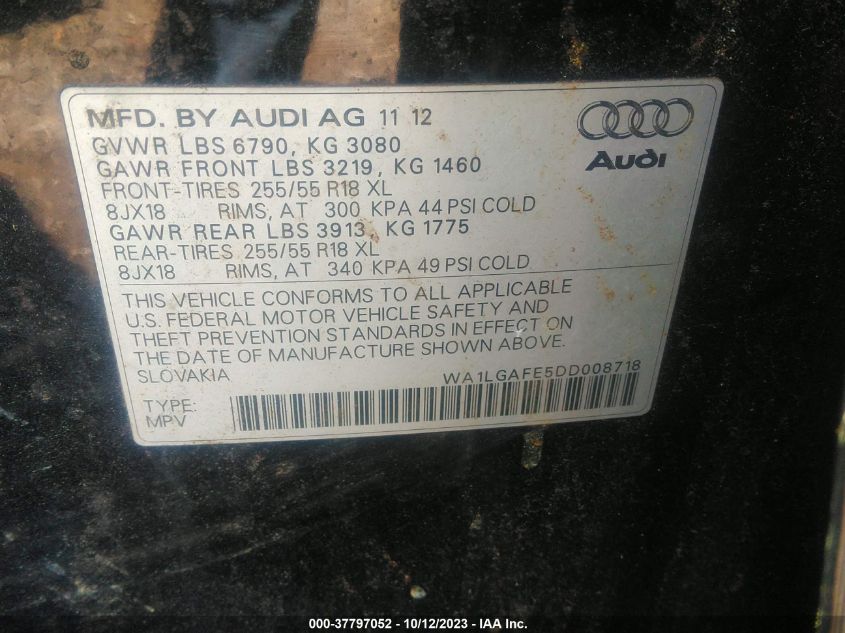 MFD. BY AUDI AG 11 12
GVWR LBS 6790, KG 3080
GAWR FRONT LBS 3219, KG 1460
FRONT-TIRES 255/55 R18 XL
8JX18 RIMS, AT 300 KPA 44 PSI COLD
GAWR REAR LBS 3913, KG 1775
REAR-TIRES 255/55 R18 XL
8JX18 RIMS, AT 340 KPA 49 PSI COLD
Audi
THIS VEHICLE CONFORMS TO ALL APPLICABLE
U.S. FEDERAL MOTOR VEHICLE SAFETY AND
THEFT PREVENTION STANDARDS IN EFFECT ON
THE DATE OF MANUFACTURE SHOWN ABOVE.
SLOVAKIA
WA1LGAFE5DD008718
TYPE:
MPV
000-37797052 - 10/12/2023 - IAA Inc.